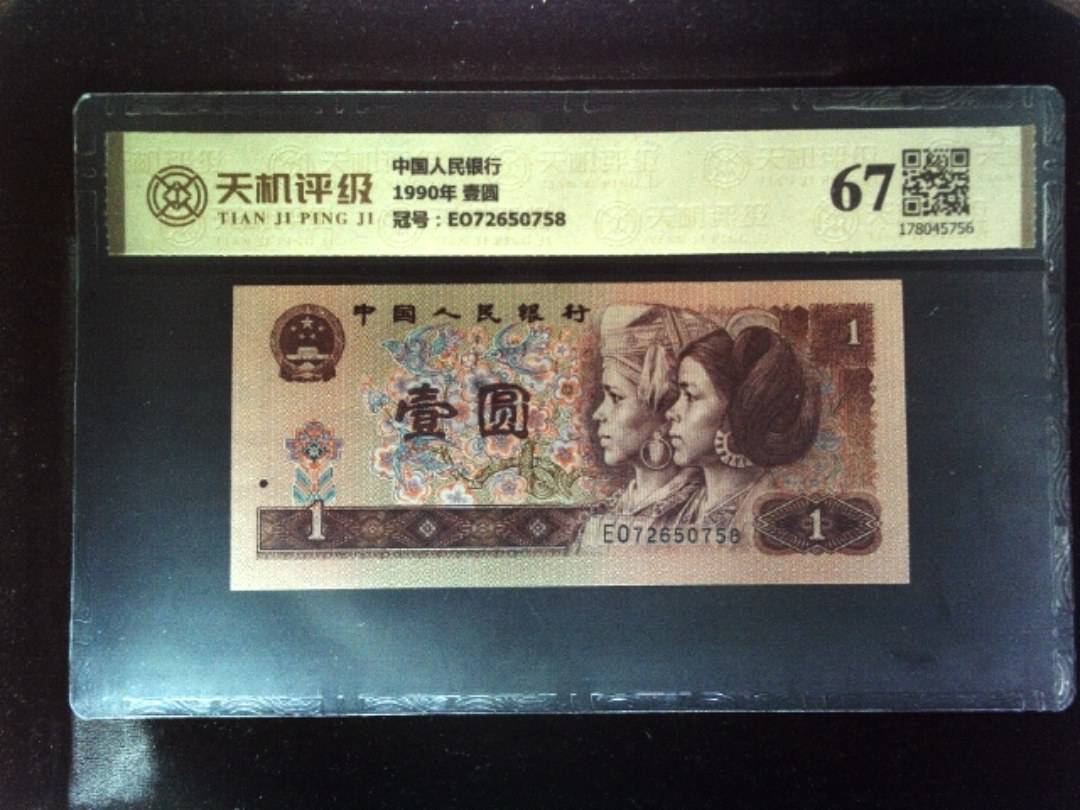 天机评级
TIAN JI PING JI
中国人民银行
1990年 壹圆
冠号：EO72650758
67
178045756
中国人民银行
1
壹圆
1
EO72650758
1